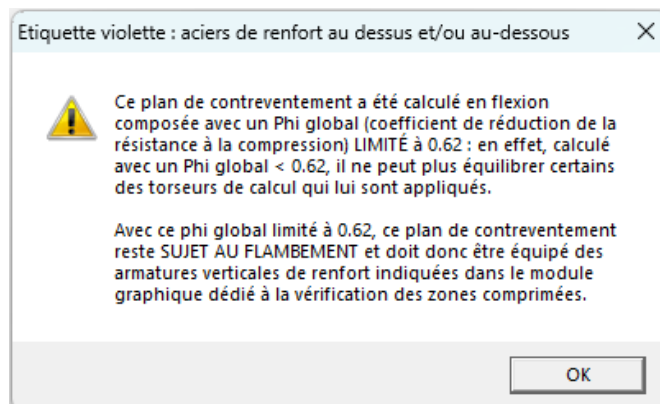 Etiquette violette : aciers de renfort au dessus et/ou au-dessous
Ce plan de contreventement a été calculé en flexion
composée avec un Phi global (coefficient de réduction de la
résistance à la compression) LIMITÉ à 0.62 : en effet, calculé
avec un Phi global < 0.62, il ne peut plus équilibrer certains
des torseurs de calcul qui lui sont appliqués.
Avec ce phi global limité à 0.62, ce plan de contreventement
reste SUJET AU FLAMBEMENT et doit donc être équipé des
armatures verticales de renfort indiquées dans le module
graphique dédié à la vérification des zones comprimées.
OK